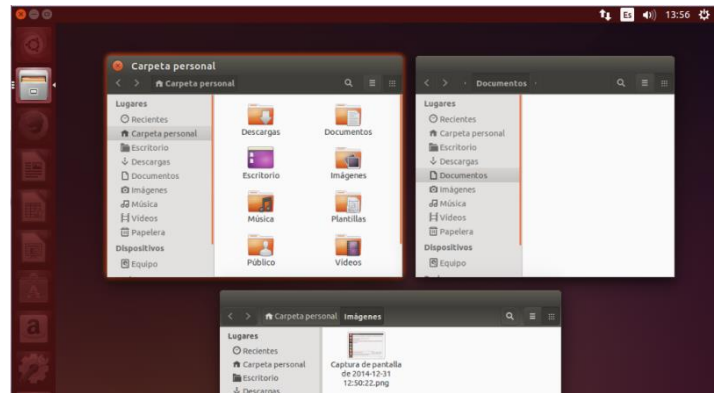 Es 13:56
Carpeta personal
Carpeta personal
Lugares
Recientes
Carpeta personal
Escritorio
Descargas
Documentos
Imágenes
Música
Vídeos
Papelera
Dispositivos
Equipo
Descargas
Documentos
Escritorio
Imágenes
Música
Plantillas
Público
Vídeos
Documentos
Lugares
Recientes
Carpeta personal
Escritorio
Descargas
Documentos
Imágenes
Música
Vídeos
Papelera
Dispositivos
Equipo
Carpeta personal Imágenes
Lugares
Recientes
Carpeta personal
Escritorio
Descargas
Captura de pantalla
de 2014-12-31
12:50:22.png